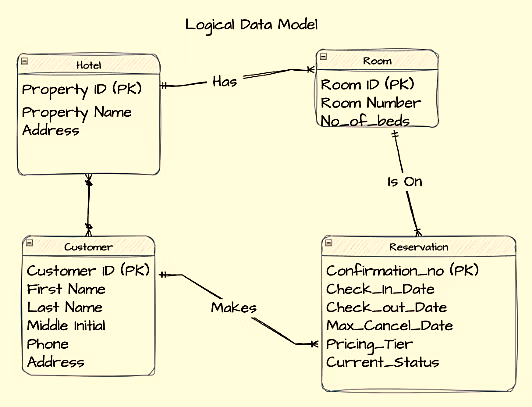 Logical Data Model
Hotel
Property ID (PK)
Property Name
Address
Has
Room
Room ID (PK)
Room Number
No_of_beds
Is On
Customer
Customer ID (PK)
First Name
Last Name
Middle Initial
Phone
Address
Makes
Reservation
Confirmation_no (PK)
Check_In_Date
Check_out_Date
Max_Cancel_Date
Pricing_Tier
Current_Status